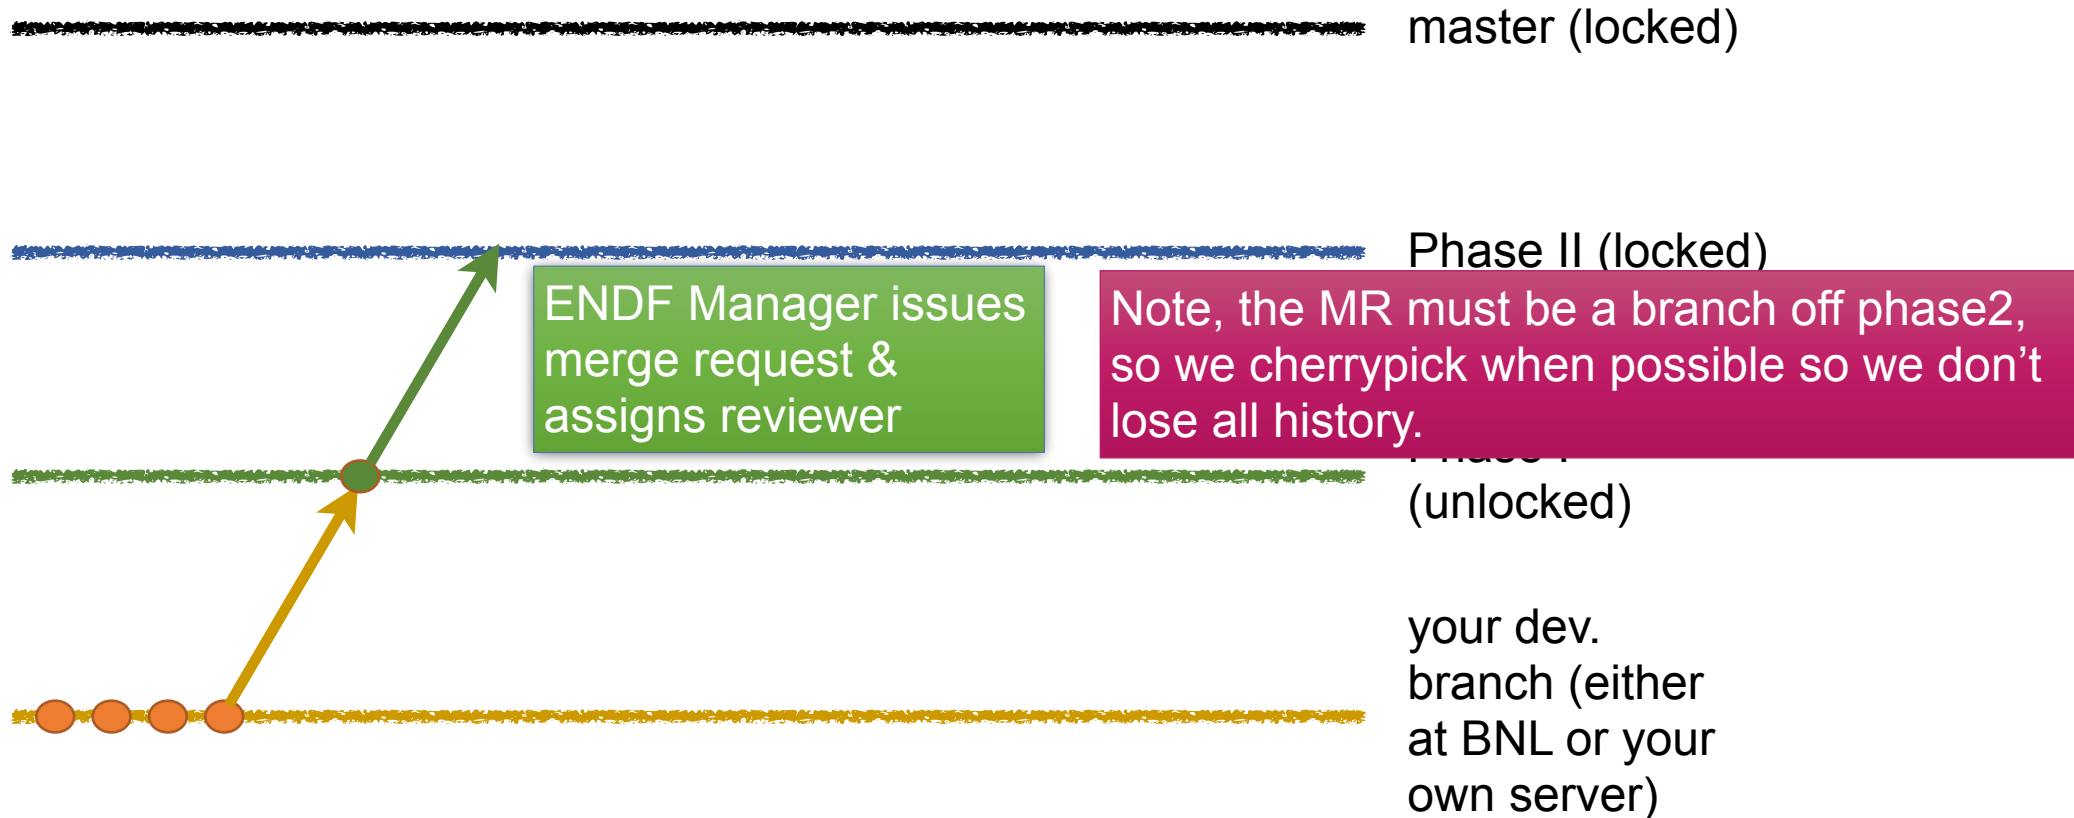 master (locked)
Phase II (locked)
ENDF Manager issues
merge request &
assigns reviewer
Note, the MR must be a branch off phase2,
so we cherrypick when possible so we don’t
lose all history.
Phase I
(unlocked)
your dev.
branch (either
at BNL or your
own server)